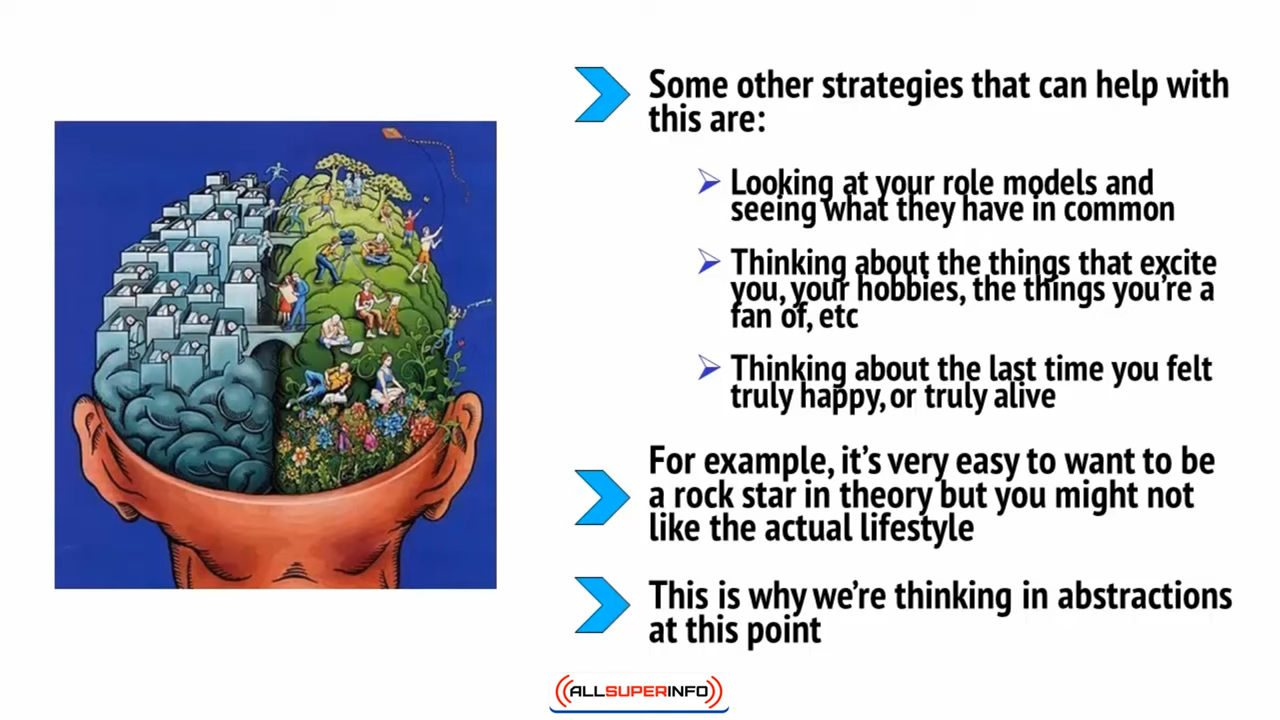 Some other strategies that can help with
this are:
Looking at your role models and
seeing what they have in common
Thinking about the things that excite
you, your hobbies, the things you're a
fan of, etc
Thinking about the last time you felt
truly happy, or truly alive
For example, it's very easy to want to be
a rock star in theory but you might not
like the actual lifestyle
This is why we're thinking in abstractions
at this point
ALLSUPERINFO